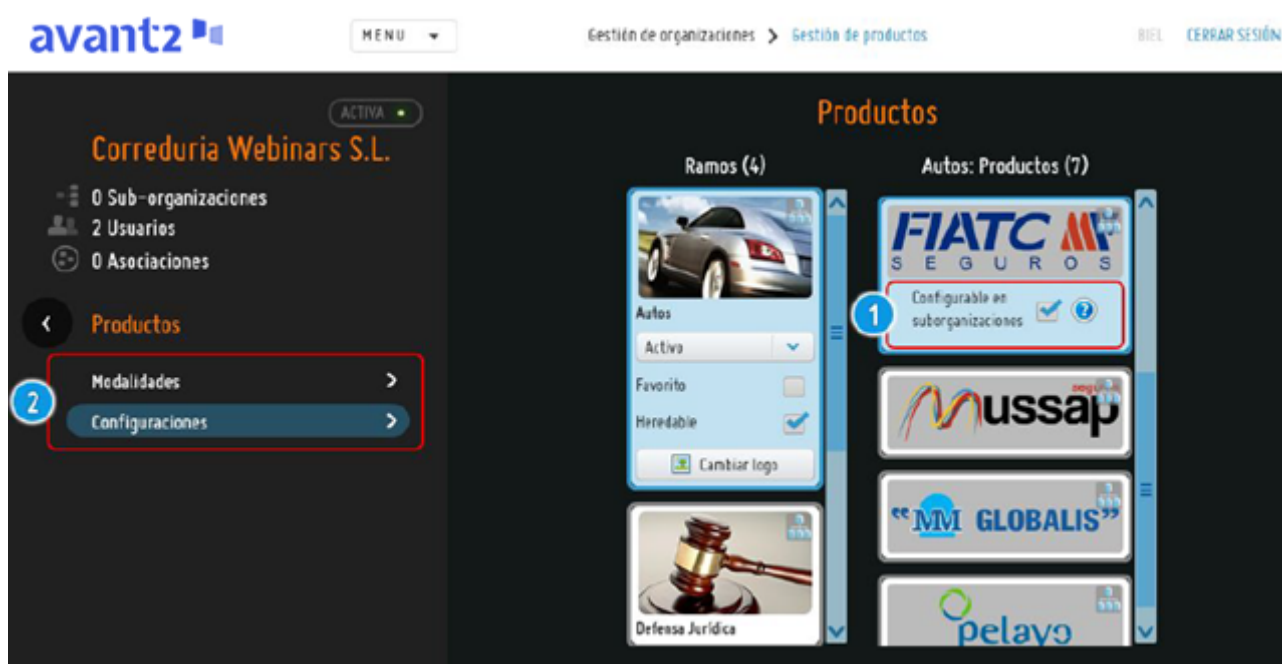 avant2
MENU
Gestión de organizaciones > Gestión de productos
BIEL
CERRAR SESIÓN
ACTIVA
Correduria Webinars S.L.
0 Sub-organizaciones
2 Usuarios
0 Asociaciones
Productos
Modalidades
Configuraciones
2
Productos
Ramos (4)
Autos
Activo
Favorito
Heredable
Cambiar logo
Defensa Jurídica
Autos: Productos (7)
FIATC
SEGUROS
1
Configurable en
suborganizaciones
?
Mussap
"MM GLOBALIS"
pelayo